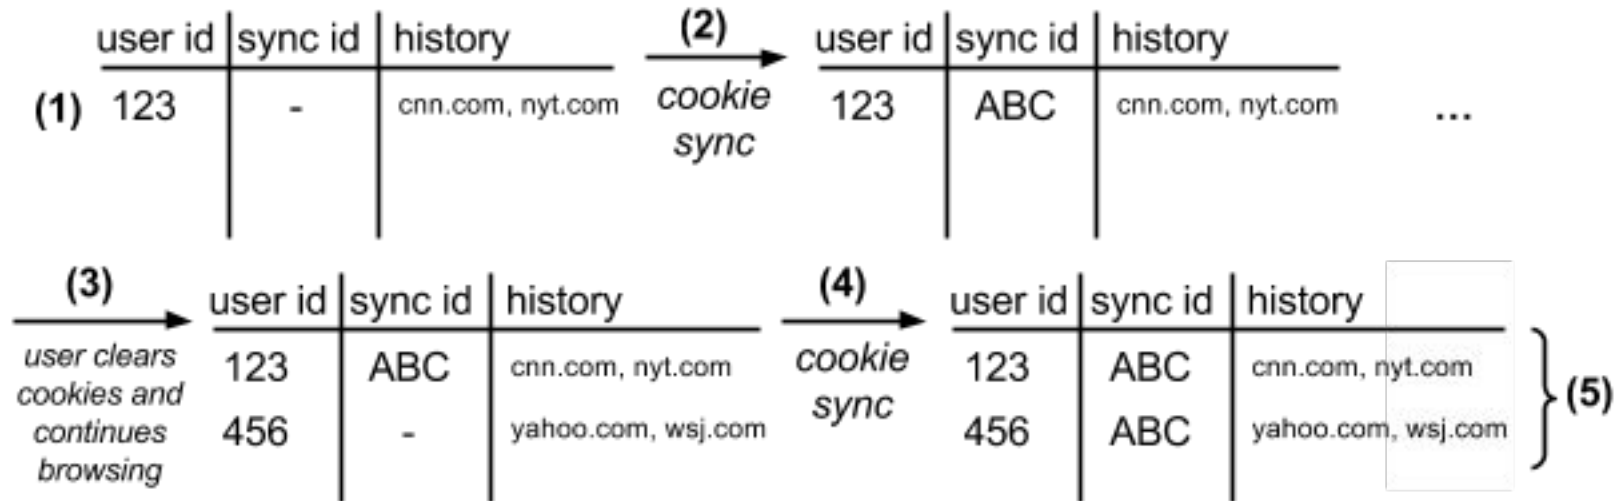 (2)
user id sync id history user id sync id history
(1) 123 - cnn.com, nyt.com cookie sync 123 ABC cnn.com, nyt.com ...
(3) (4)
user id sync id history user id sync id history
user clears
cookies and
continues
browsing
123 ABC cnn.com, nyt.com
456 - yahoo.com, wsj.com
cookie
sync
123 ABC cnn.com, nyt.com
456 ABC yahoo.com, wsj.com
(5)